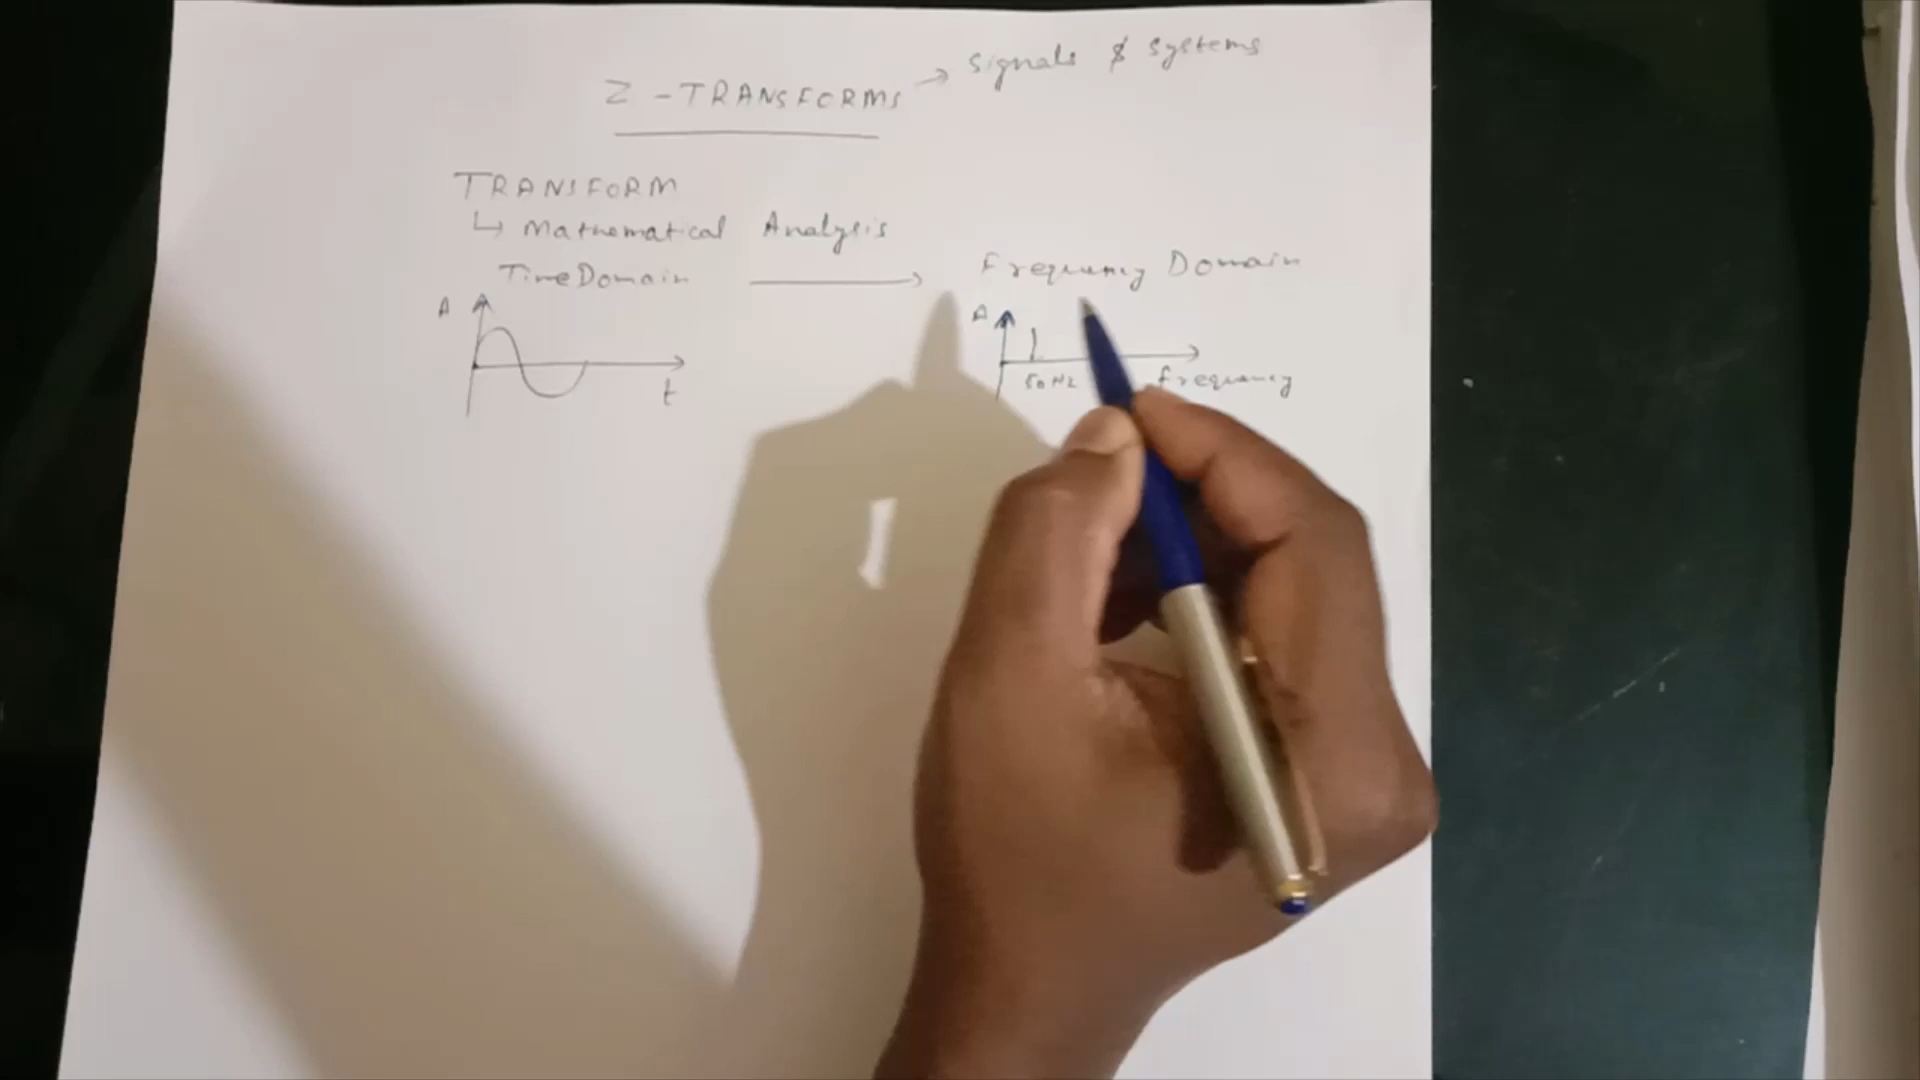 Signals & Systems
Z - TRANSFORMS
TRANSFORM
Mathematical Analysis
Time Domain
Frequency Domain
A
t
A
50Hz
frequency